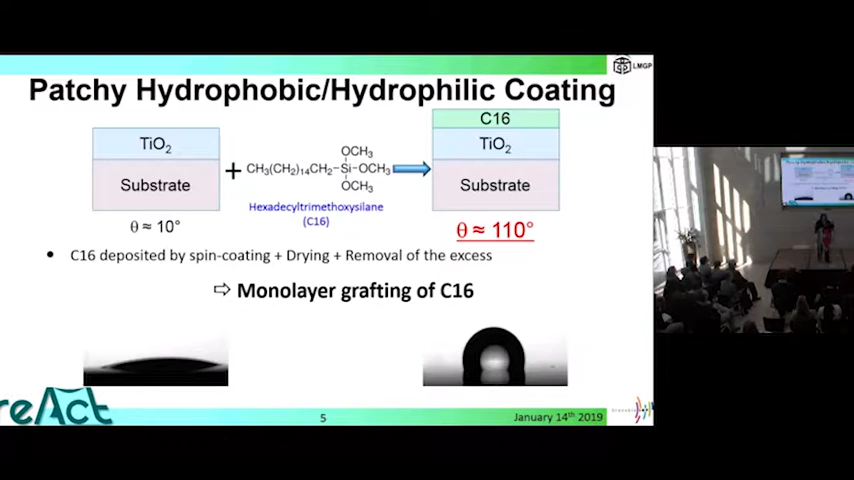 LMGP
Patchy Hydrophobic/Hydrophilic Coating
TiO₂
Substrate
θ ≈ 10°
+
OCH₃
CH₃(CH₂)₁₄CH₂–Si–OCH₃
OCH₃
Hexadecyltrimethoxysilane
(C16)
C16
TiO₂
Substrate
θ ≈ 110°
• C16 deposited by spin-coating + Drying + Removal of the excess
⇨ Monolayer grafting of C16
reAct
5
January 14th 2019